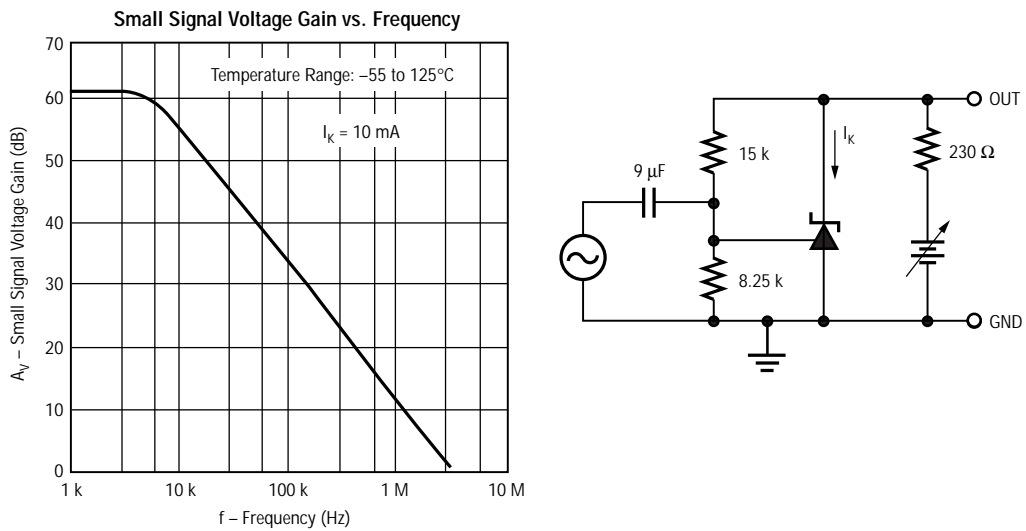 Small Signal Voltage Gain vs. Frequency
70
60
50
40
30
20
10
0
A_V – Small Signal Voltage Gain (dB)
Temperature Range: –55 to 125°C
I_K = 10 mA
1 k
10 k
100 k
1 M
10 M
f – Frequency (Hz)
OUT
I_K
15 k
230 Ω
9 µF
8.25 k
GND